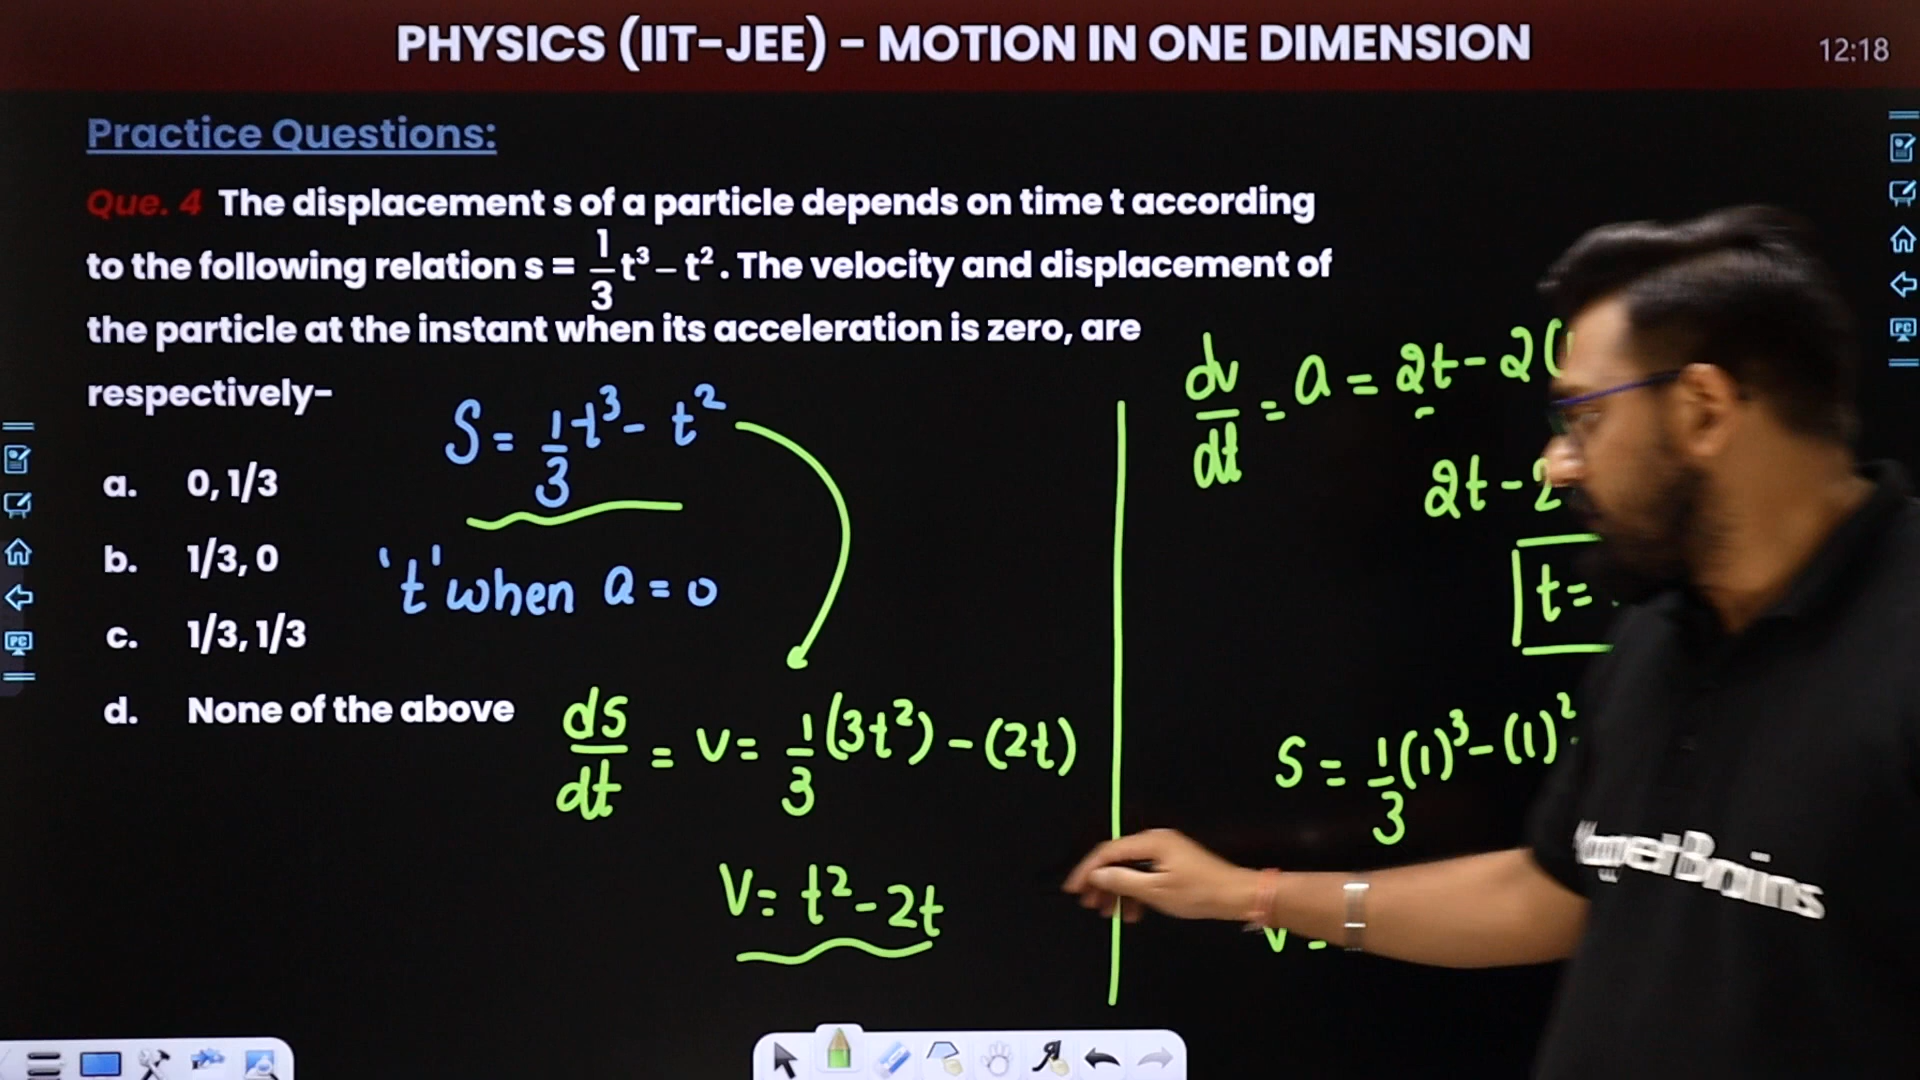 PHYSICS (IIT-JEE) - MOTION IN ONE DIMENSION
12:18
Practice Questions:
Que. 4 The displacement s of a particle depends on time t according
to the following relation s = 1/3 t³ – t². The velocity and displacement of
the particle at the instant when its acceleration is zero, are
respectively-
a. 0, 1/3
b. 1/3, 0
c. 1/3, 1/3
d. None of the above
S = 1/3 t³ - t²
't' when a = 0
ds/dt = v = 1/3 (3t²) - (2t)
V = t² - 2t
dv/dt = a = 2t - 2(
2t - 2
t =
S = 1/3 (1)³ - (1)²
V =
MagnetBrains
PC
PC